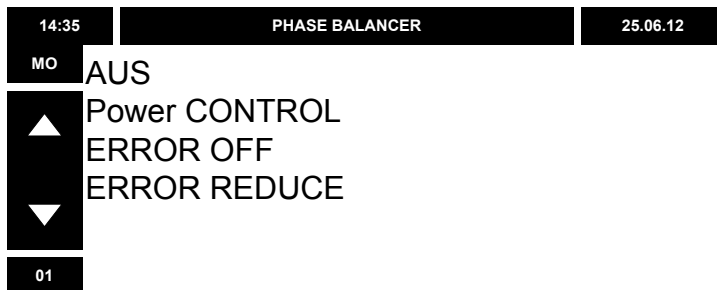 14:35 PHASE BALANCER 25.06.12
MO
AUS
Power CONTROL
ERROR OFF
ERROR REDUCE
01